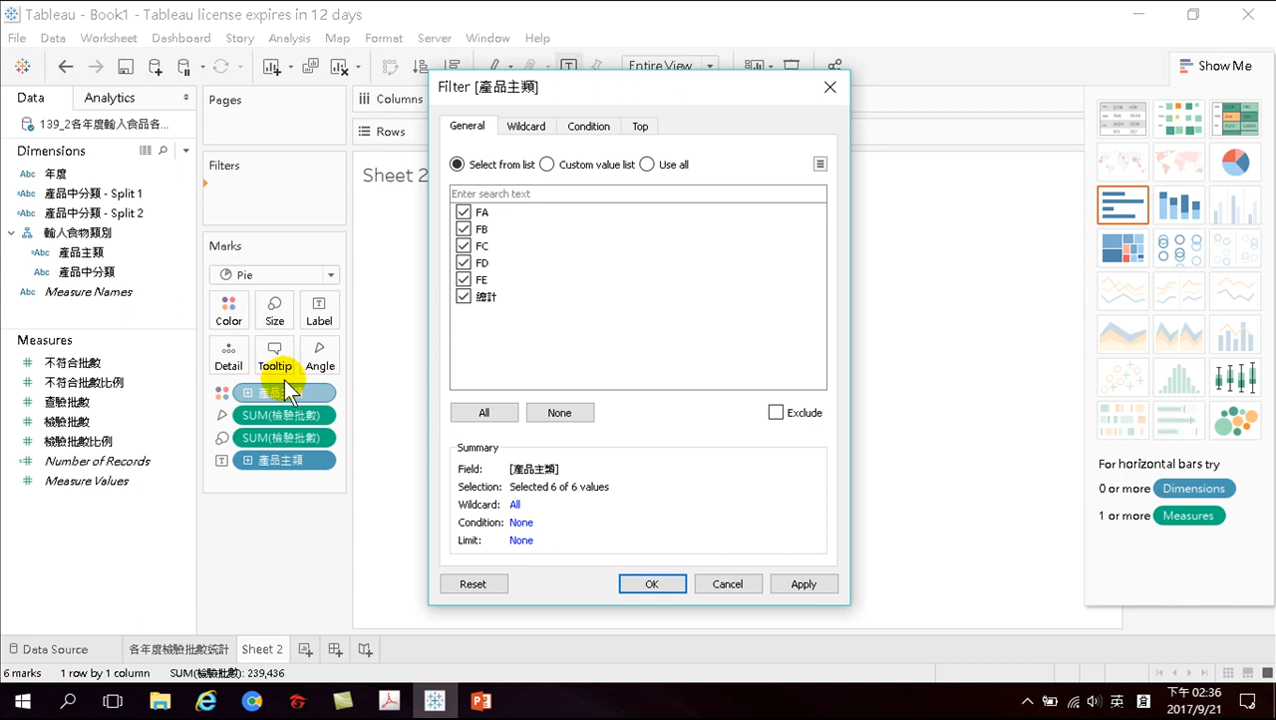 Tableau - Book1 - Tableau license expires in 12 days
File Data Worksheet Dashboard Story Analysis Map Format Server Window Help
Entire View
Show Me
Data Analytics
139_2各年度輸入食品各...
Dimensions
Abc 年度
Abc 產品中分類 - Split 1
Abc 產品中分類 - Split 2
輸入食物類別
Abc 產品主類
Abc 產品中分類
Abc Measure Names
Measures
不符合批數
不符合批數比例
查驗批數
檢驗批數
檢驗批數比例
Number of Records
Measure Values
Pages
Filters
Marks
Pie
Color Size Label
Detail Tooltip Angle
SUM(檢驗批數)
SUM(檢驗批數)
產品主類
Columns
Rows
Sheet 2
Filter [產品主類]
General Wildcard Condition Top
Select from list Custom value list Use all
Enter search text
FA
FB
FC
FD
FE
總計
All None Exclude
Summary
Field: [產品主類]
Selection: Selected 6 of 6 values
Wildcard: All
Condition: None
Limit: None
Reset OK Cancel Apply
For horizontal bars try
0 or more Dimensions
1 or more Measures
Data Source 各年度檢驗批數統計 Sheet 2
6 marks 1 row by 1 column SUM(檢驗批數): 239,436
英
下午 02:36
2017/9/21